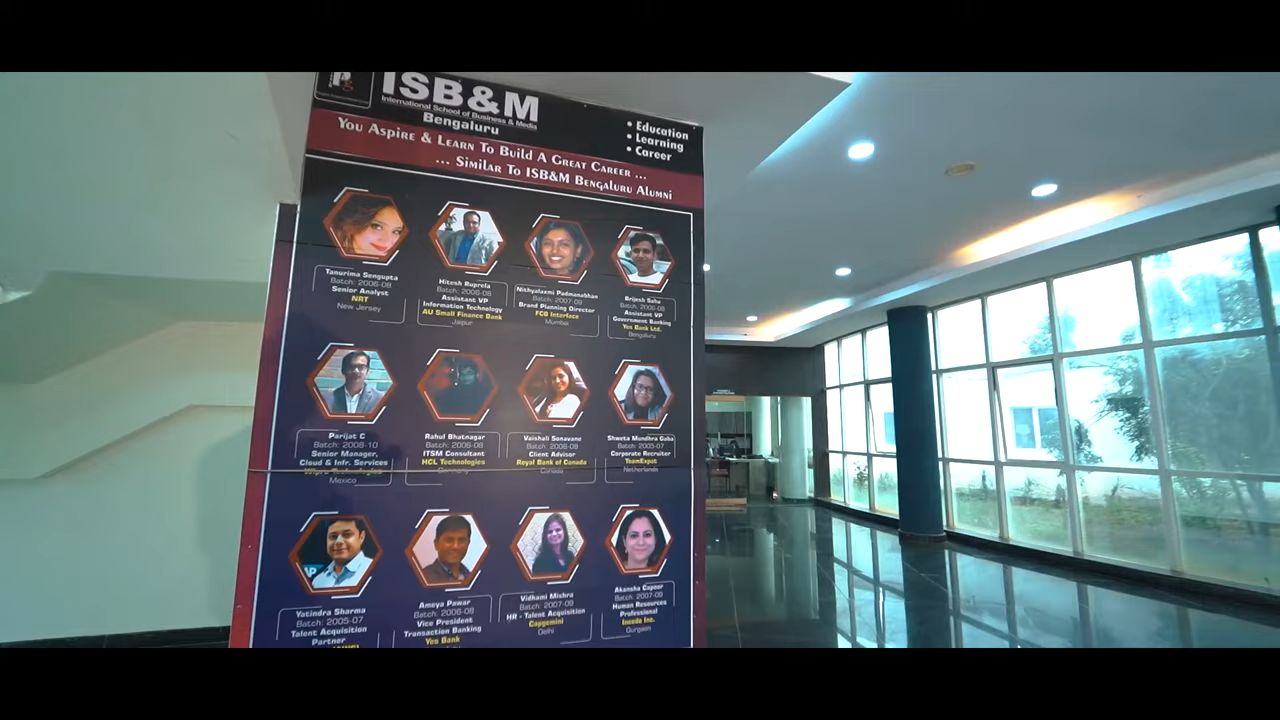 ISB&M
International School of Business & Media
Bengaluru
• Education
• Learning
• Career
You Aspire & Learn To Build A Great Career ...
... Similar To ISB&M Bengaluru Alumni
Tanurima Sengupta
Batch: 2006-08
Senior Analyst
NRT
New Jersey
Hitesh Ruprela
Batch: 2006-08
Assistant VP
Information Technology
AU Small Finance Bank
Jaipur
Nithyalaxmi Padmanabhan
Batch: 2007-09
Brand Planning Director
FCB Interface
Mumbai
Brijesh Saha
Batch: 2006-08
Assistant VP
Government Banking
Yes Bank Ltd.
Bengaluru
Parijat C
Batch: 2008-10
Senior Manager,
Cloud & Infr. Services
Wipro Technologies
Mexico
Rahul Bhatnagar
Batch: 2006-08
ITSM Consultant
HCL Technologies
Germany
Vaishali Sonavane
Batch: 2006-08
Client Advisor
Royal Bank of Canada
Canada
Shweta Mundhra Guba
Batch: 2005-07
Corporate Recruiter
TeamExpat
Netherlands
Yatindra Sharma
Batch: 2005-07
Talent Acquisition
Partner
Ameya Pawar
Batch: 2006-08
Vice President
Transaction Banking
Yes Bank
Vidhami Mishra
Batch: 2007-09
HR - Talent Acquisition
Capgemini
Delhi
Akansha Capoor
Batch: 2007-09
Human Resources
Professional
Incedo Inc.
Gurgaon